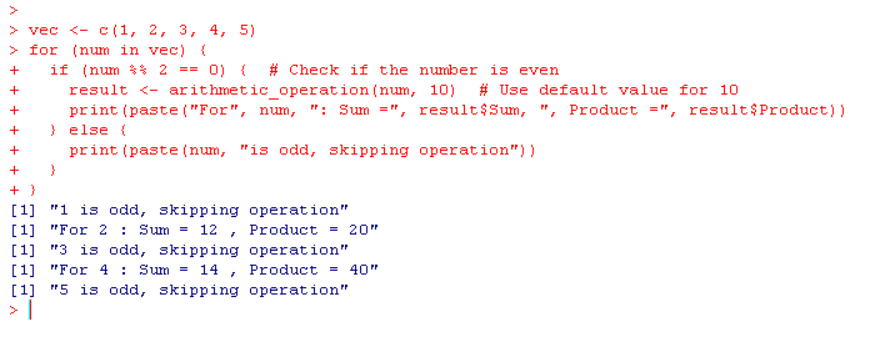 >
> vec <- c(1, 2, 3, 4, 5)
> for (num in vec) {
+   if (num %% 2 == 0) {  # Check if the number is even
+     result <- arithmetic_operation(num, 10)  # Use default value for 10
+     print(paste("For", num, ": Sum =", result$Sum, ", Product =", result$Product))
+   } else {
+     print(paste(num, "is odd, skipping operation"))
+   }
+ }
[1] "1 is odd, skipping operation"
[1] "For 2 : Sum = 12 , Product = 20"
[1] "3 is odd, skipping operation"
[1] "For 4 : Sum = 14 , Product = 40"
[1] "5 is odd, skipping operation"
>